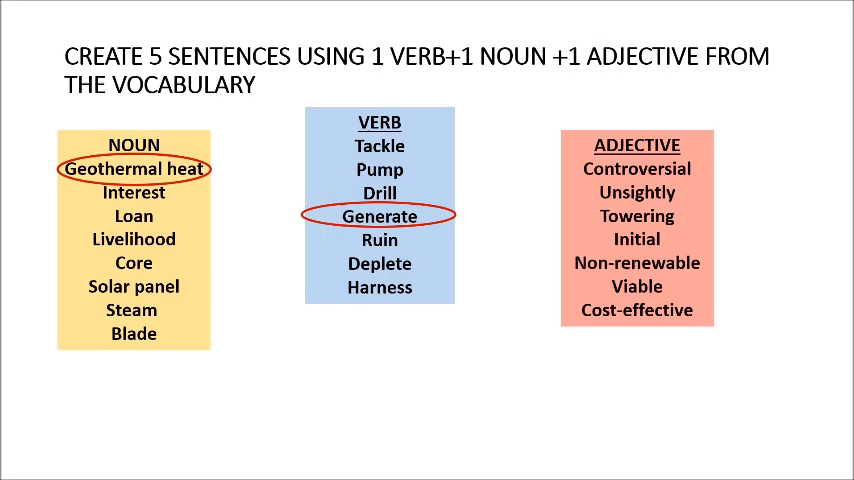 CREATE 5 SENTENCES USING 1 VERB+1 NOUN +1 ADJECTIVE FROM
THE VOCABULARY
NOUN
Geothermal heat
Interest
Loan
Livelihood
Core
Solar panel
Steam
Blade
VERB
Tackle
Pump
Drill
Generate
Ruin
Deplete
Harness
ADJECTIVE
Controversial
Unsightly
Towering
Initial
Non-renewable
Viable
Cost-effective